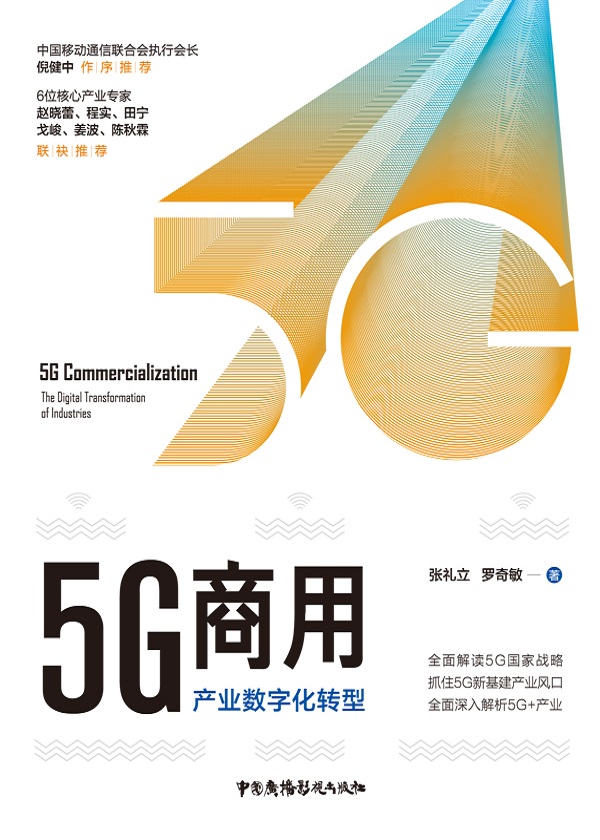 中国移动通信联合会执行会长
倪健中 作|序|推|荐
6位核心产业专家
赵晓蕾、程实、田宁
戈峻、姜波、陈秋霖
联|袂|推|荐
5G
5G Commercialization
The Digital Transformation
of Industries
5G商用
产业数字化转型
张礼立 罗奇敏 — 著
全面解读5G国家战略
抓住5G新基建产业风口
全面深入解析5G+产业
中国廣播影视出版社